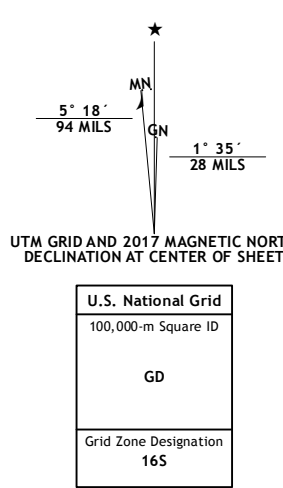 MN
5° 18´
94 MILS
GN
1° 35´
28 MILS
UTM GRID AND 2017 MAGNETIC NORT
DECLINATION AT CENTER OF SHEET
U.S. National Grid
100,000-m Square ID
GD
Grid Zone Designation
16S